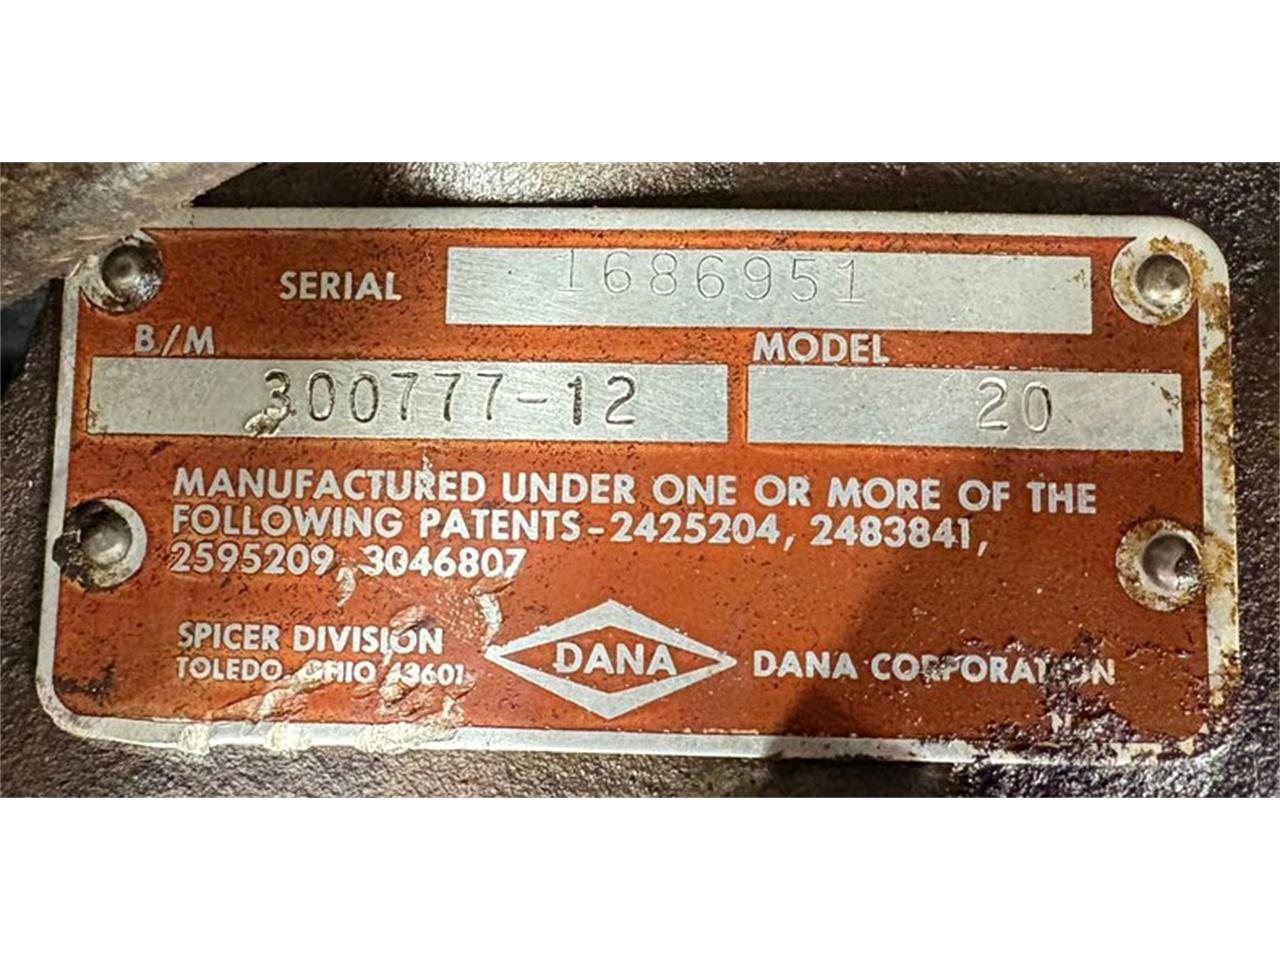 SERIAL 1686951
B/M MODEL
300777-12 20
MANUFACTURED UNDER ONE OR MORE OF THE
FOLLOWING PATENTS-2425204, 2483841,
2595209, 3046807
SPICER DIVISION
TOLEDO, OHIO 43601
DANA
DANA CORPORATION